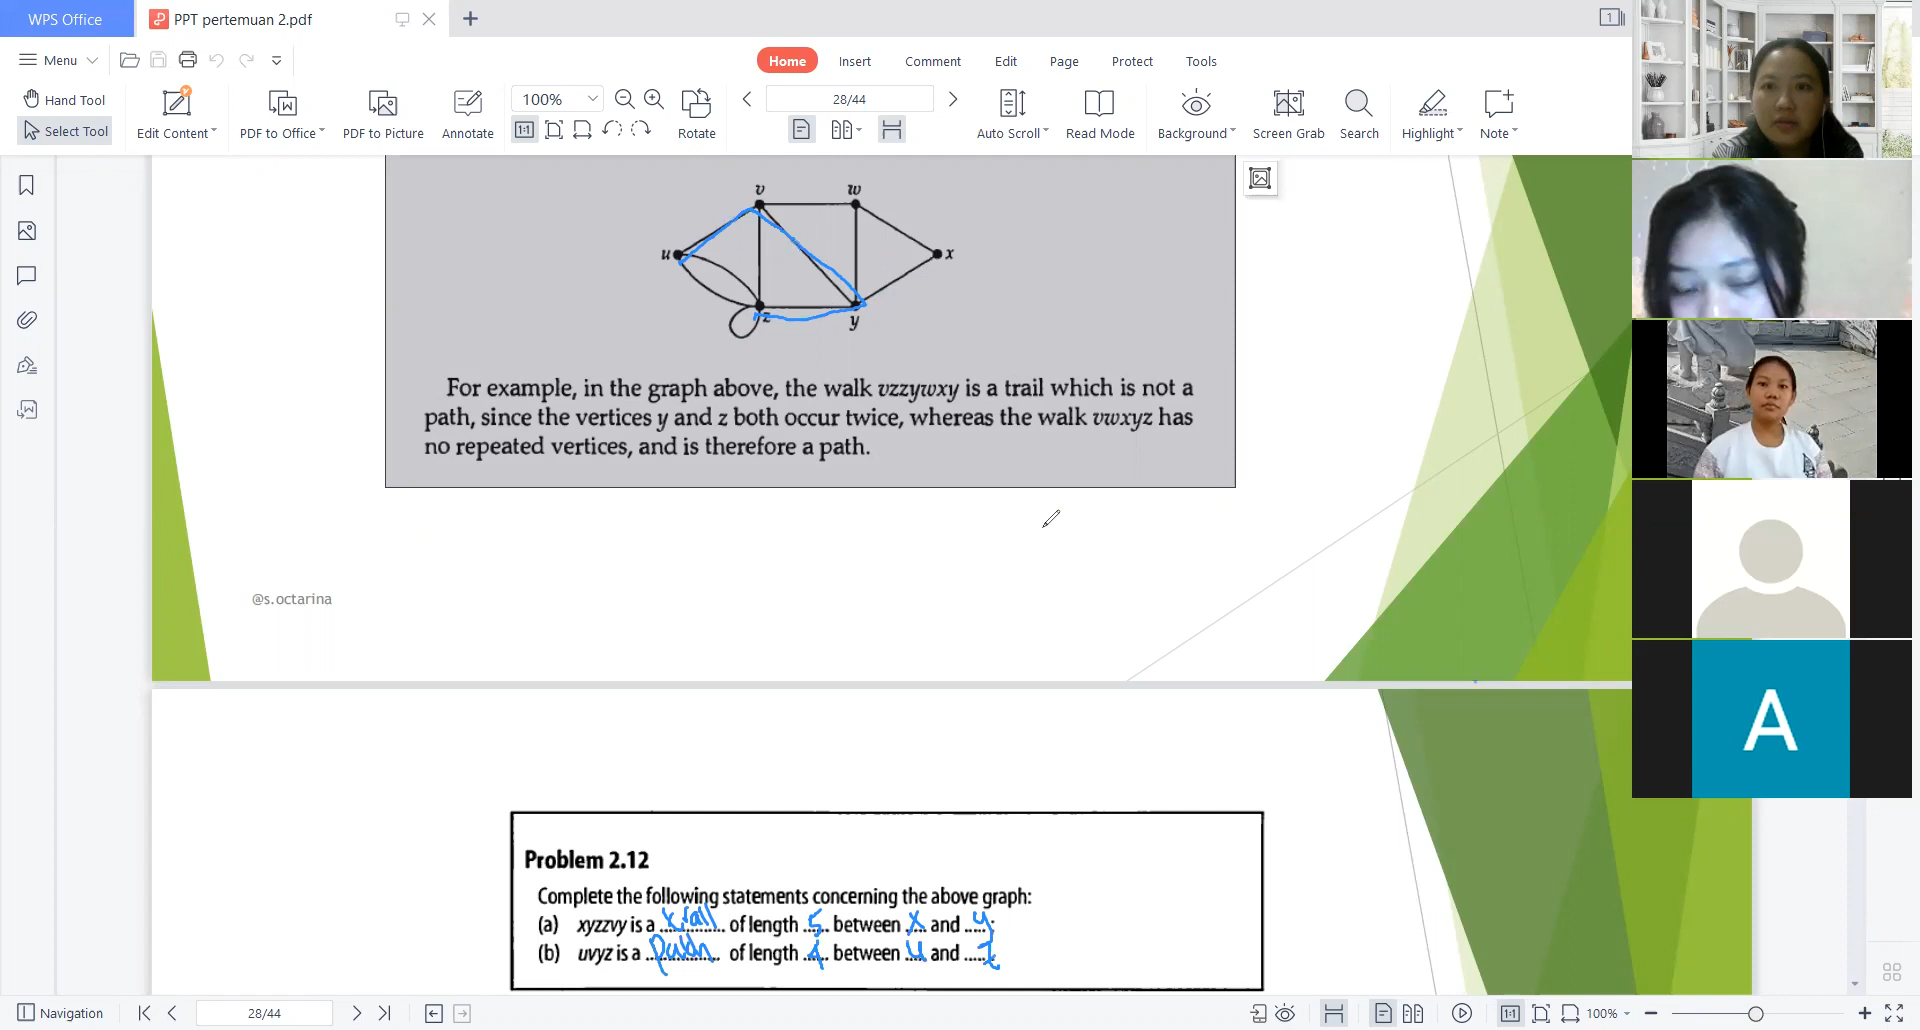 WPS Office
PPT pertemuan 2.pdf
Menu
Home
Insert
Comment
Edit
Page
Protect
Tools
Hand Tool
Select Tool
Edit Content
PDF to Office
PDF to Picture
Annotate
100%
1:1
Rotate
28/44
Auto Scroll
Read Mode
Background
Screen Grab
Search
Highlight
Note
v
w
u
x
z
y
For example, in the graph above, the walk vzzywxy is a trail which is not a
path, since the vertices y and z both occur twice, whereas the walk vwxyz has
no repeated vertices, and is therefore a path.
@s.octarina
A
Problem 2.12
Complete the following statements concerning the above graph:
(a) xyzzvy is a trail of length 5 between x and y;
(b) uvyz is a path of length between u and z
Navigation
28/44
1:1
100%